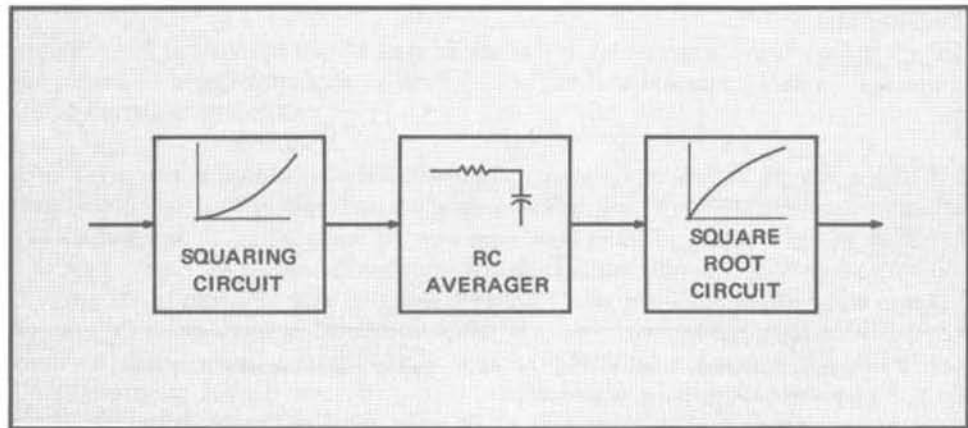 SQUARING
CIRCUIT
RC
AVERAGER
SQUARE
ROOT
CIRCUIT